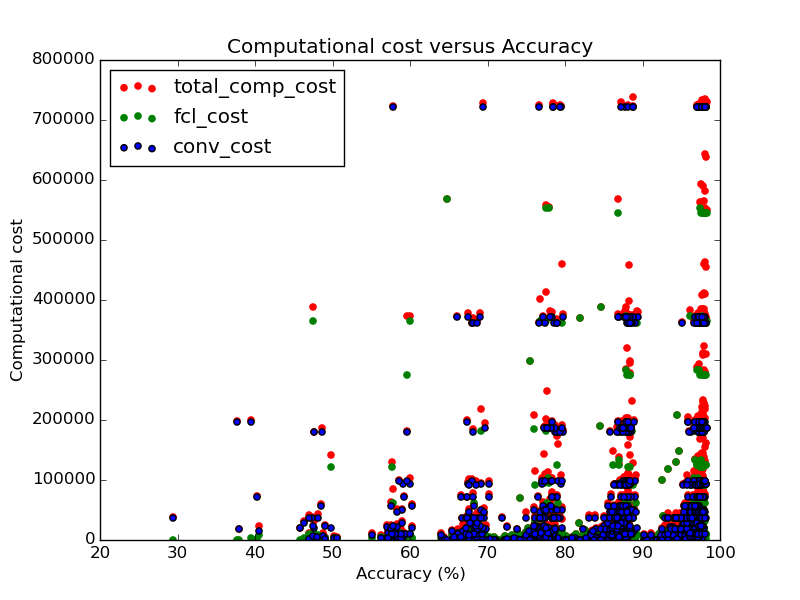 Computational cost versus Accuracy
800000
700000
600000
500000
400000
300000
200000
100000
0
total_comp_cost
fcl_cost
conv_cost
Computational cost
20 30 40 50 60 70 80 90 100
Accuracy (%)